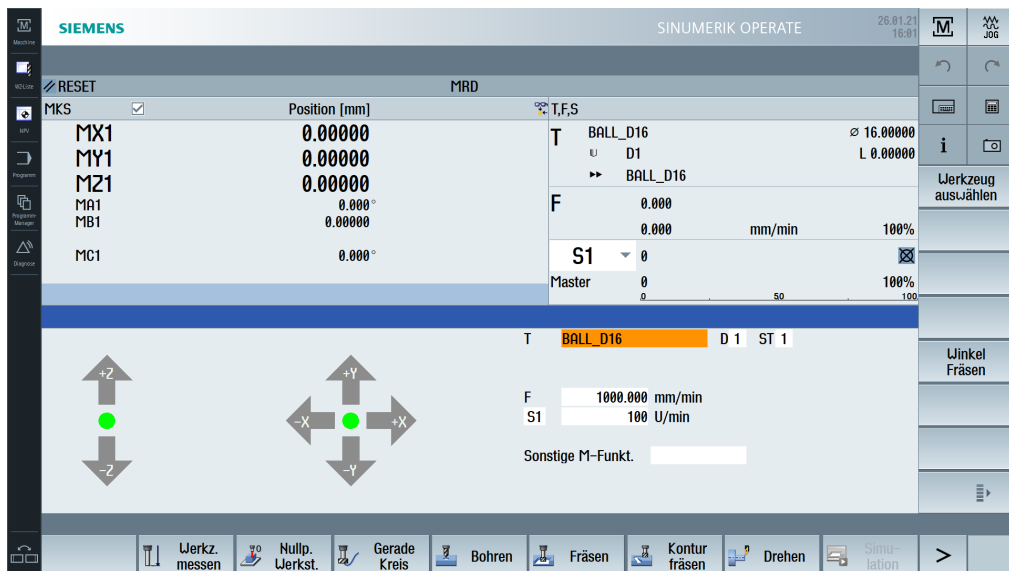 SIEMENS
SINUMERIK OPERATE
26.01.21
16:01
M
JOG
Maschine
WZ-Liste
NPV
Programm
Programm-
Manager
Diagnose
RESET
MRD
MKS
Position [mm]
MX1 0.00000
MY1 0.00000
MZ1 0.00000
MA1 0.000°
MB1 0.00000
MC1 0.000°
T,F,S
T BALL_D16 ⌀ 16.00000
D1 L 0.00000
BALL_D16
F 0.000
0.000 mm/min 100%
S1 0
Master 0 100%
0 50 100
T BALL_D16 D 1 ST 1
F 1000.000 mm/min
S1 100 U/min
Sonstige M-Funkt.
+Z
-Z
+Y
-X +X
-Y
i
Werkzeug
auswählen
Winkel
Fräsen
Werkz.
messen
Nullp.
Werkst.
Gerade
Kreis
Bohren
Fräsen
Kontur
fräsen
Drehen
Simu-
lation
>